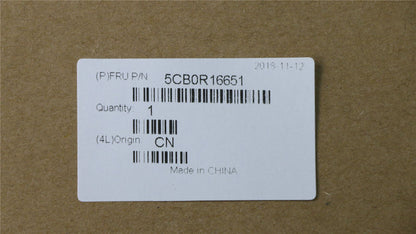 2018-11-12
(P)FRU P/N 5CB0R16651
Quantity 1
(4L)Origin CN
Made in CHINA